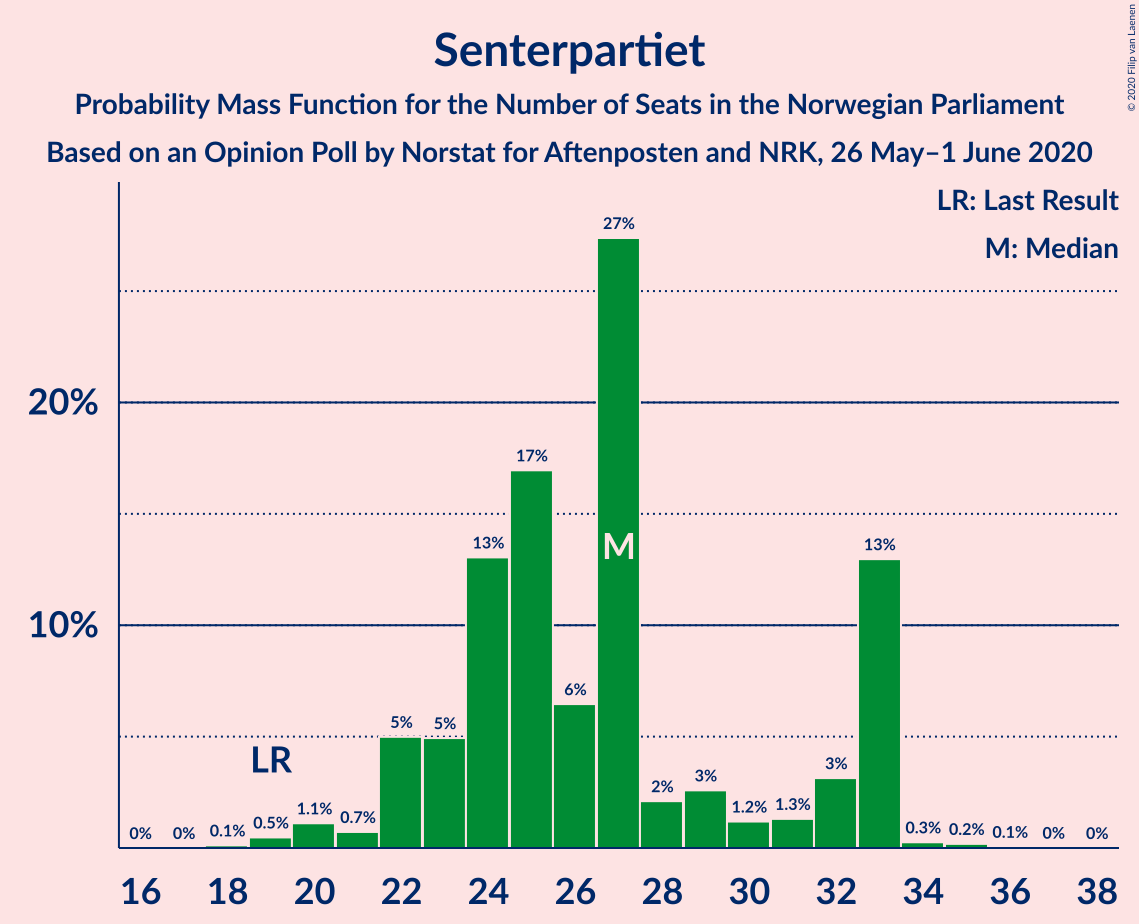 Senterpartiet
Probability Mass Function for the Number of Seats in the Norwegian Parliament
Based on an Opinion Poll by Norstat for Aftenposten and NRK, 26 May–1 June 2020
© 2020 Filip van Laenen
LR: Last Result
M: Median
20%
10%
0%
0%
0.1%
0.5%
1.1%
0.7%
5%
5%
13%
17%
6%
27%
2%
3%
1.2%
1.3%
3%
13%
0.3%
0.2%
0.1%
0%
0%
LR
M
16 18 20 22 24 26 28 30 32 34 36 38